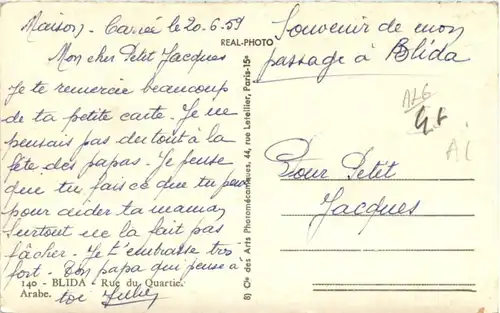 Maison-Carrée le 20.6.59
Mon cher Petit Jacques
Je te remercie beaucoup
de ta petite carte. Je ne
pensais pas du tout à la
fête des papas. Je pense
que tu fais ce que tu peux
pour aider ta maman
Surtout ne la fait pas
fâcher. Je t'embrasse très
fort. Ton papa qui pense à
toi
140 - BLIDA - Rue du Quartier
Arabe.
REAL-PHOTO
8) Cie des Arts Photomécaniques, 44, rue Letellier, Paris-15e
Souvenir de mon
passage à Blida
Pour Petit
Jacques